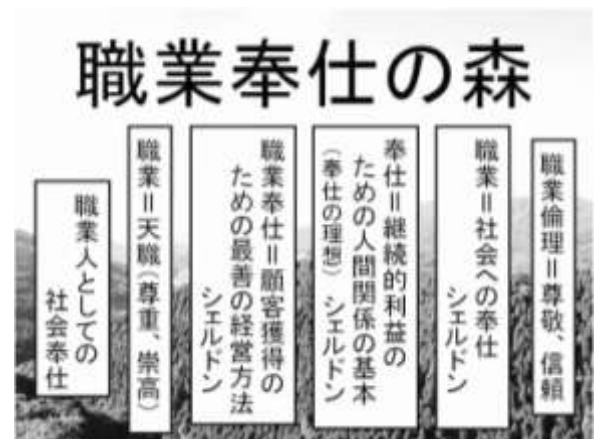 職業奉仕の森
職業倫理＝尊敬、信頼
職業＝社会への奉仕
シェルドン
奉仕＝継続的利益の
ための人間関係の基本
（奉仕の理想） シェルドン
職業奉仕＝顧客獲得の
ための最善の経営方法
シェルドン
職業＝天職（尊重、崇高）
職業人としての
社会奉仕